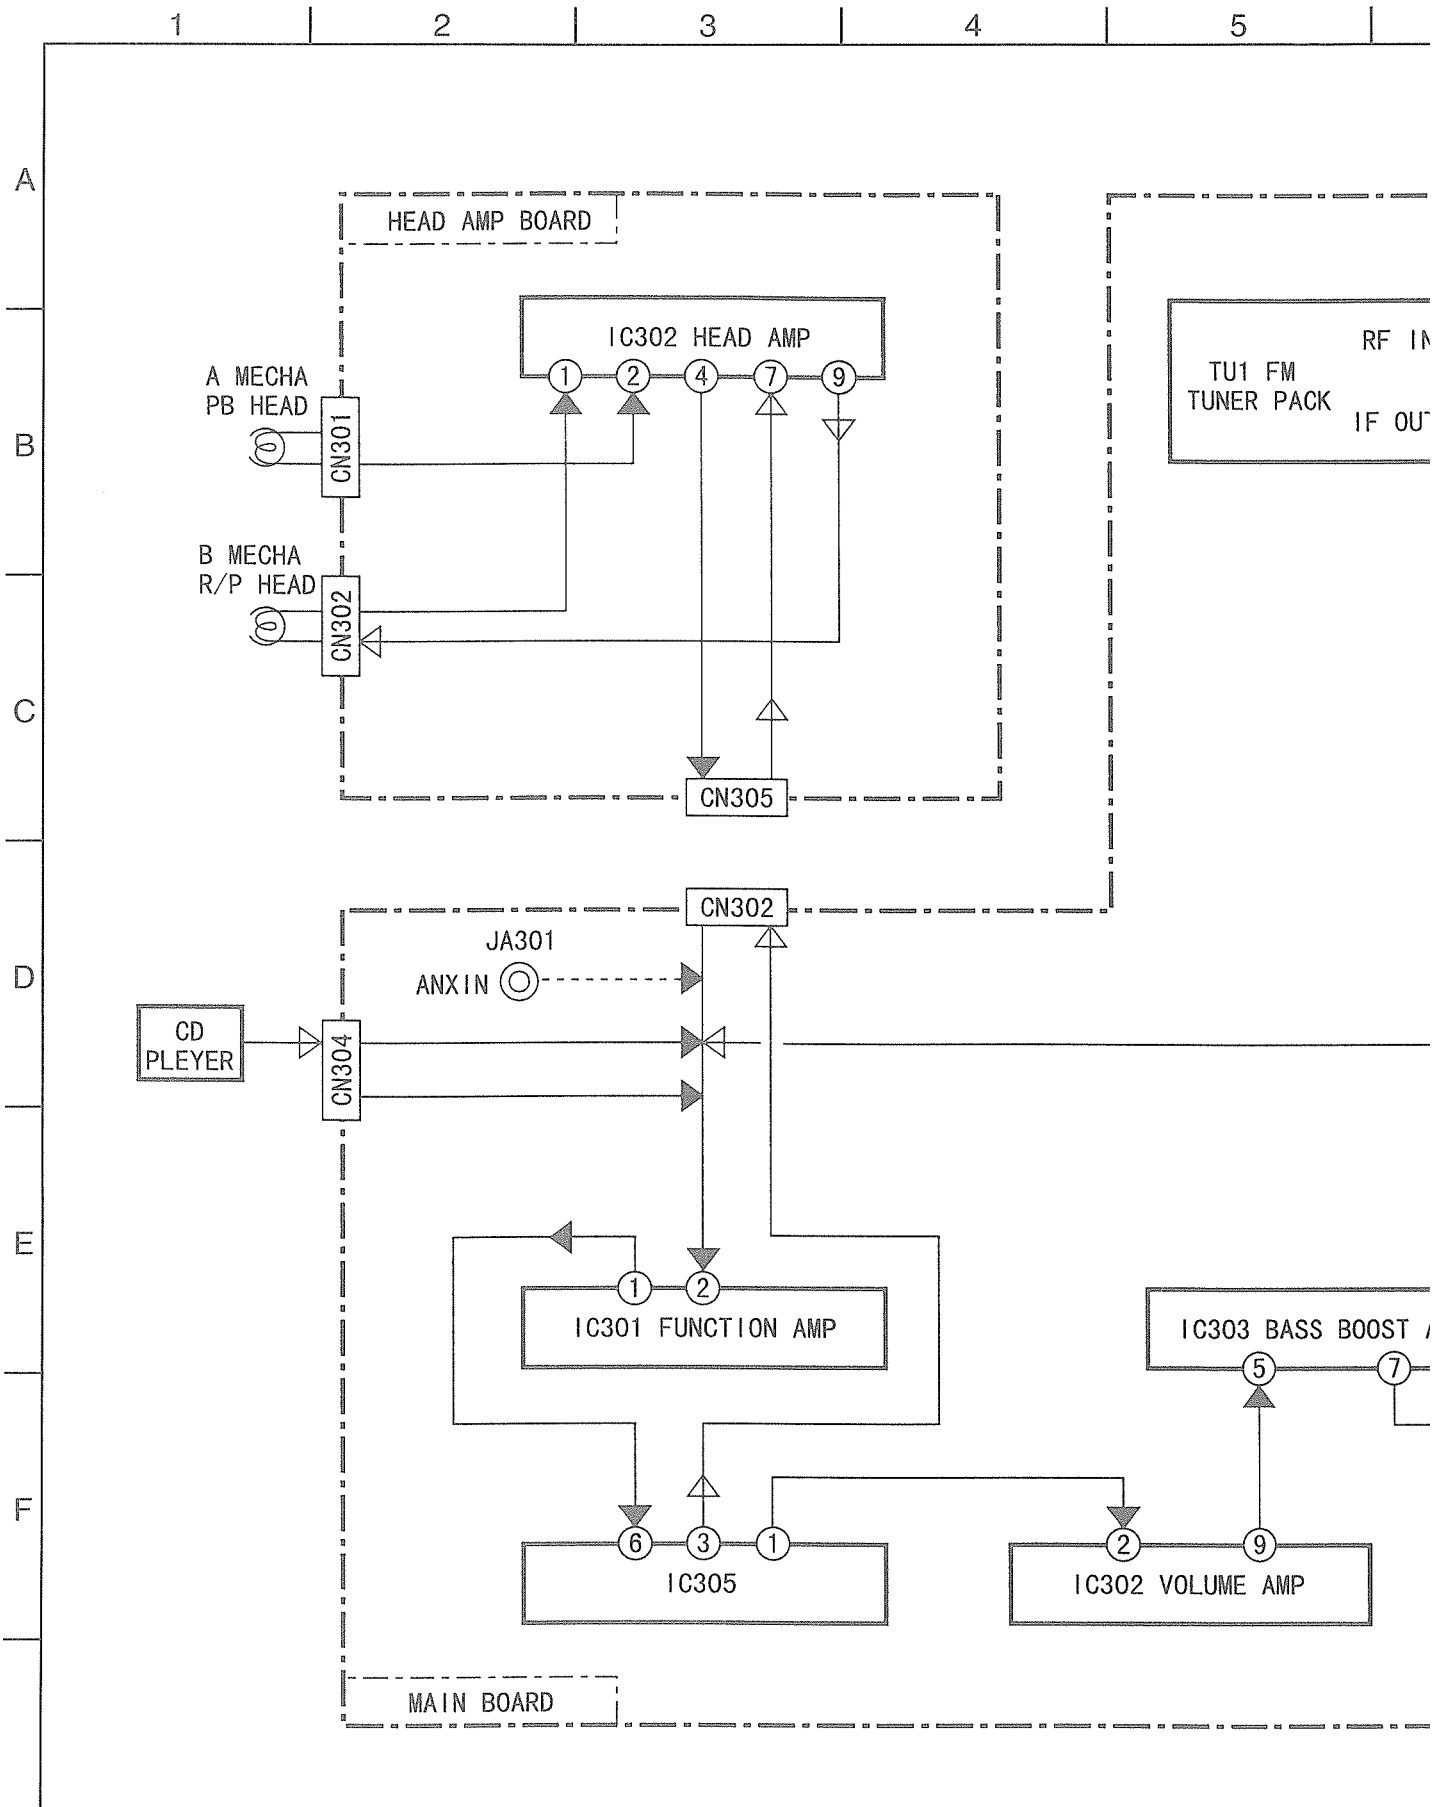 1 2 3 4 5
A
HEAD AMP BOARD
IC302 HEAD AMP
1 2 4 7 9
RF IN
TU1 FM
TUNER PACK
IF OUT
A MECHA
PB HEAD
CN301
B
B MECHA
R/P HEAD
CN302
C
CN305
CN302
JA301
ANXIN
D
CD
PLEYER
CN304
E
1 2
IC301 FUNCTION AMP
IC303 BASS BOOST A
5 7
F
6 3 1
IC305
2 9
IC302 VOLUME AMP
MAIN BOARD